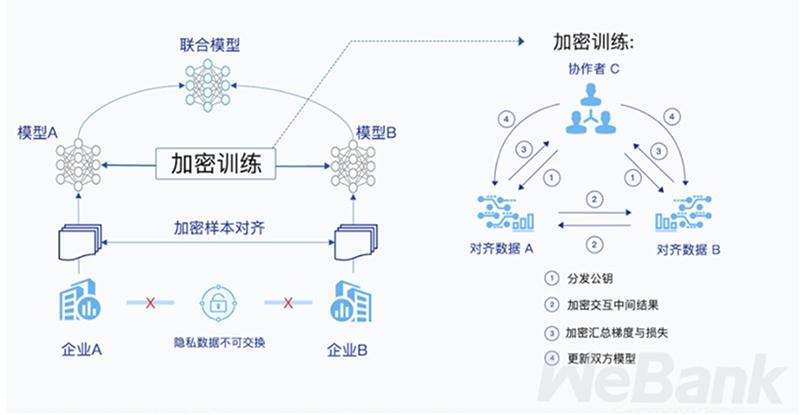 联合模型
模型A
模型B
加密训练
加密样本对齐
X
X
企业A
隐私数据不可交换
企业B
加密训练:
协作者 C
4
4
3
3
1
1
2
2
对齐数据 A
对齐数据 B
1 分发公钥
2 加密交互中间结果
3 加密汇总梯度与损失
4 更新双方模型
WeBank